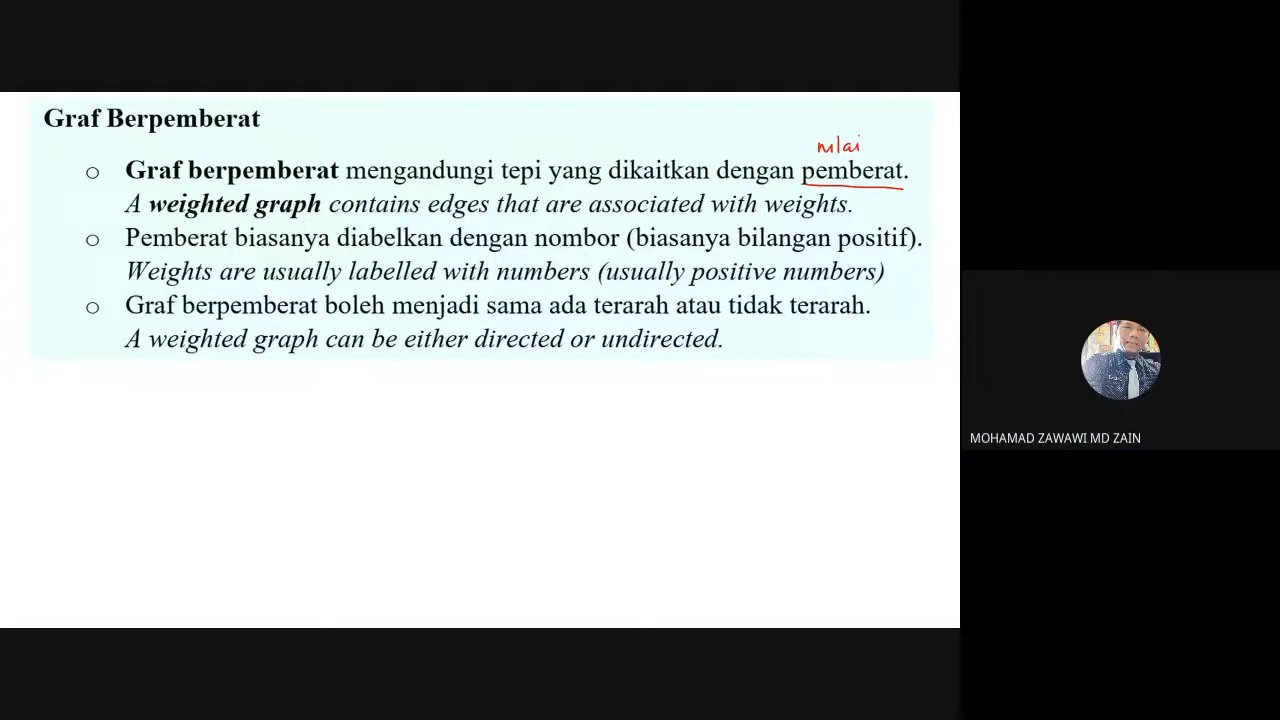 Graf Berpemberat
nlai
Graf berpemberat mengandungi tepi yang dikaitkan dengan pemberat.
A weighted graph contains edges that are associated with weights.
Pemberat biasanya diabelkan dengan nombor (biasanya bilangan positif).
Weights are usually labelled with numbers (usually positive numbers)
Graf berpemberat boleh menjadi sama ada terarah atau tidak terarah.
A weighted graph can be either directed or undirected.
MOHAMAD ZAWAWI MD ZAIN